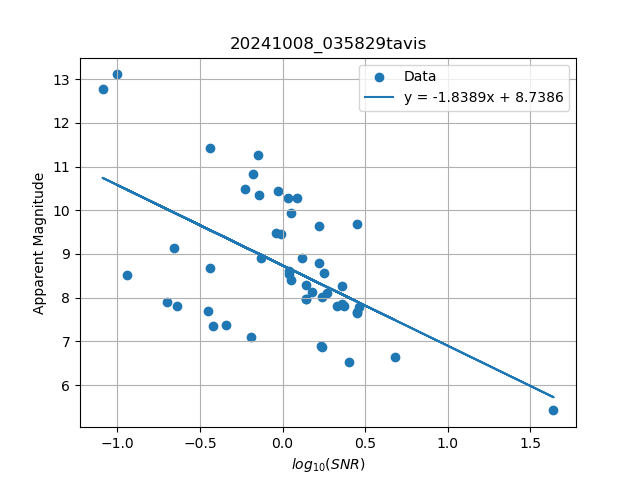 20241008_035829tavis
Data
y = -1.8389x + 8.7386
Apparent Magnitude
13
12
11
10
9
8
7
6
−1.0 −0.5 0.0 0.5 1.0 1.5
log₁₀(SNR)